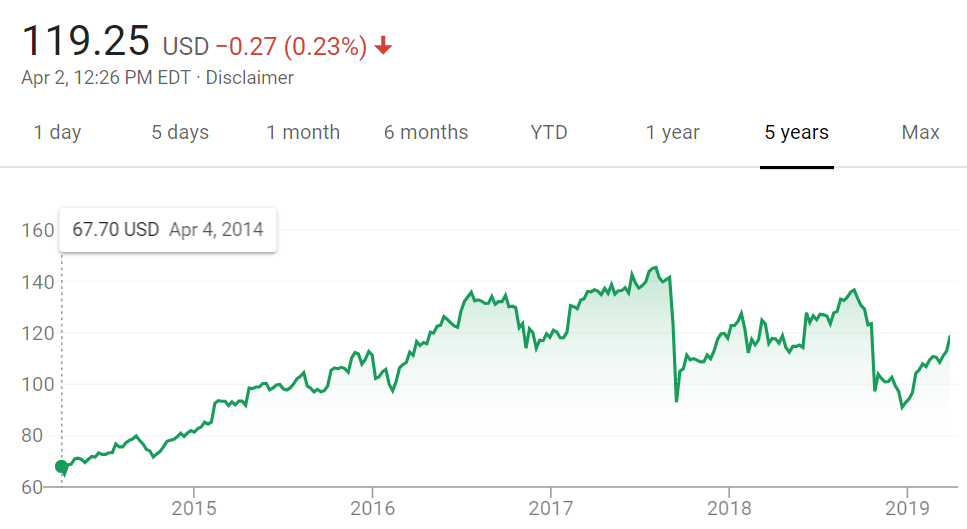 119.25 USD −0.27 (0.23%) ↓
Apr 2, 12:26 PM EDT · Disclaimer
1 day 5 days 1 month 6 months YTD 1 year 5 years Max
67.70 USD Apr 4, 2014
160
140
120
100
80
60
2015 2016 2017 2018 2019